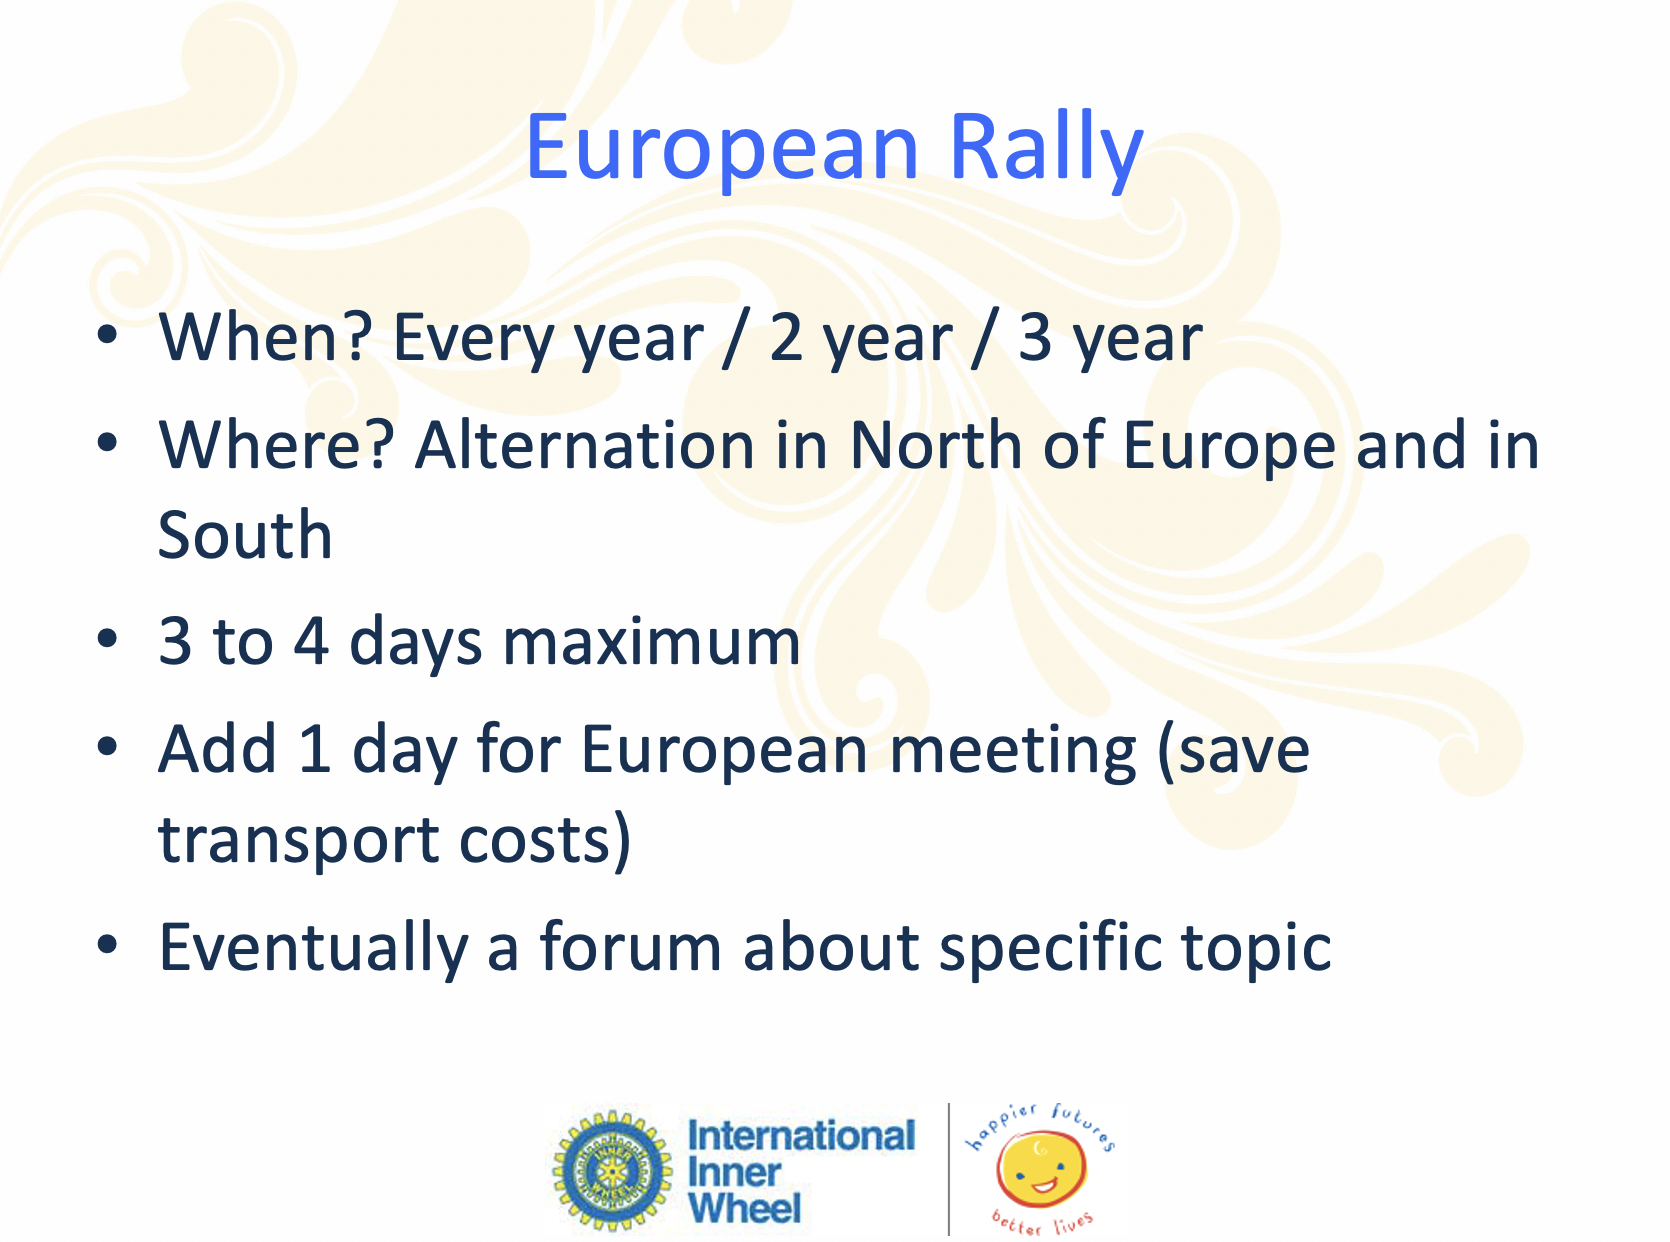 European Rally
• When? Every year / 2 year / 3 year
• Where? Alternation in North of Europe and in
South
• 3 to 4 days maximum
• Add 1 day for European meeting (save
transport costs)
• Eventually a forum about specific topic
INNER
WHEEL
International
Inner
Wheel
happier futures
better lives